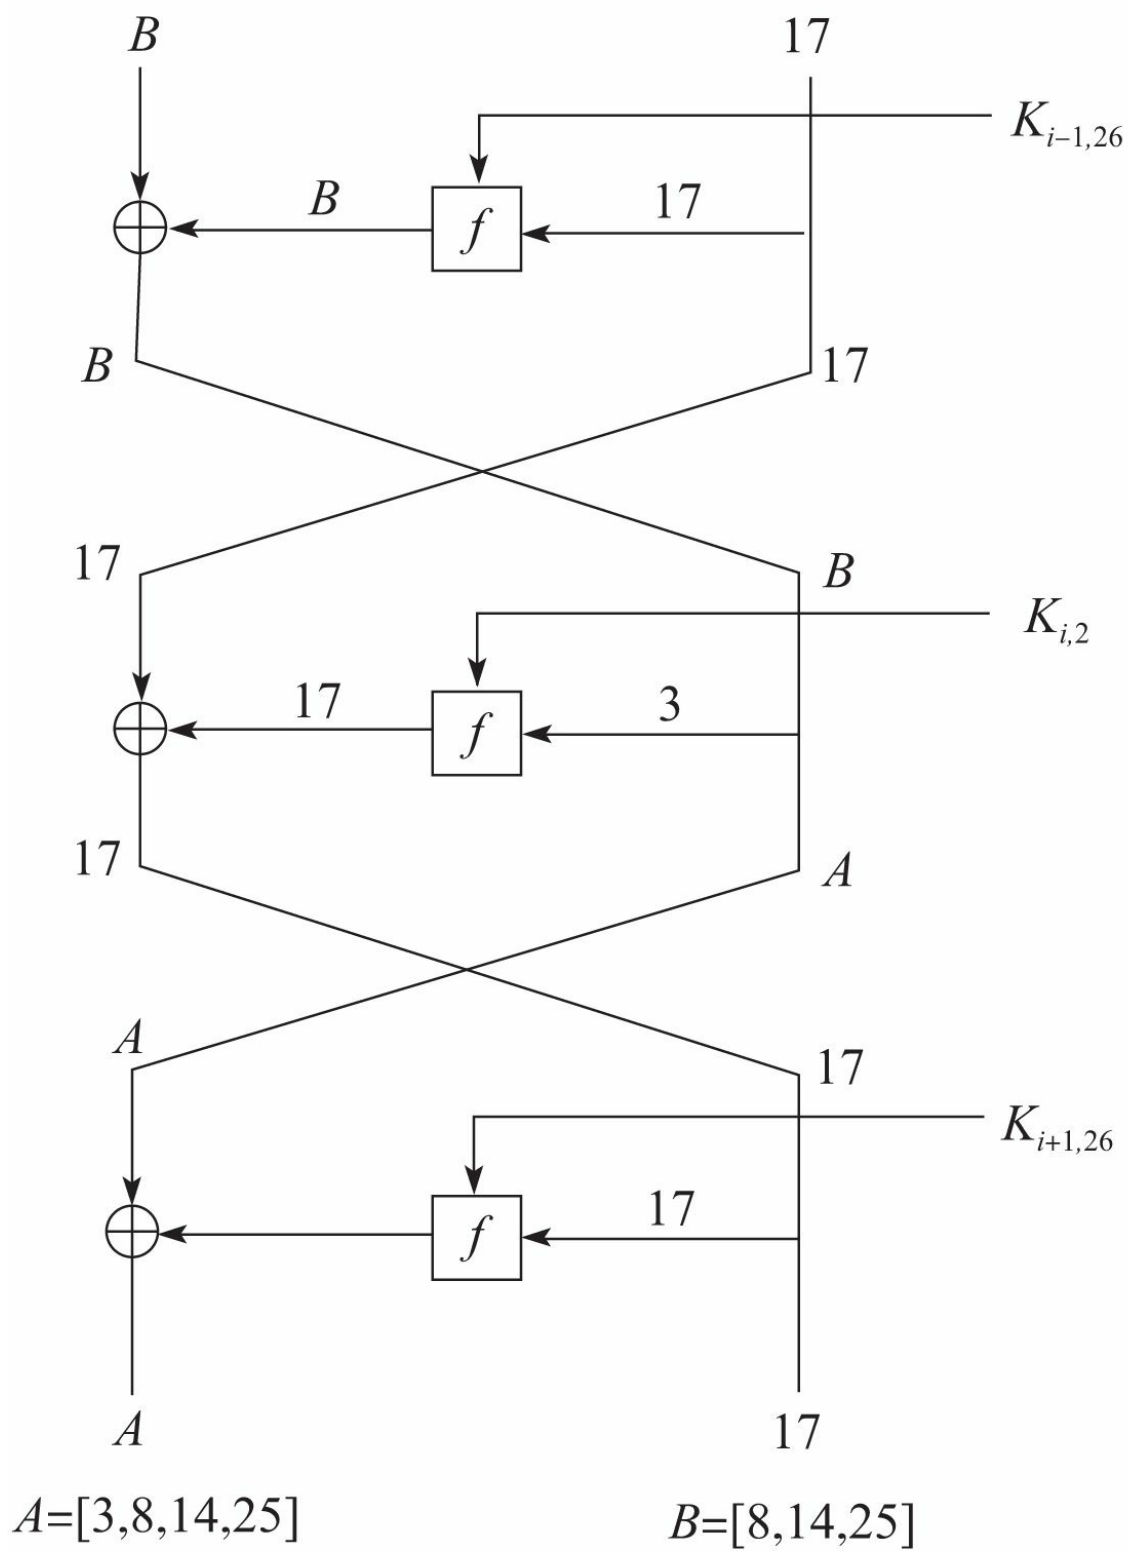 B 17
K_{i−1,26}
B f 17
B 17
17 B
K_{i,2}
17 f 3
17 A
A 17
K_{i+1,26}
f 17
A 17
A=[3,8,14,25] B=[8,14,25]